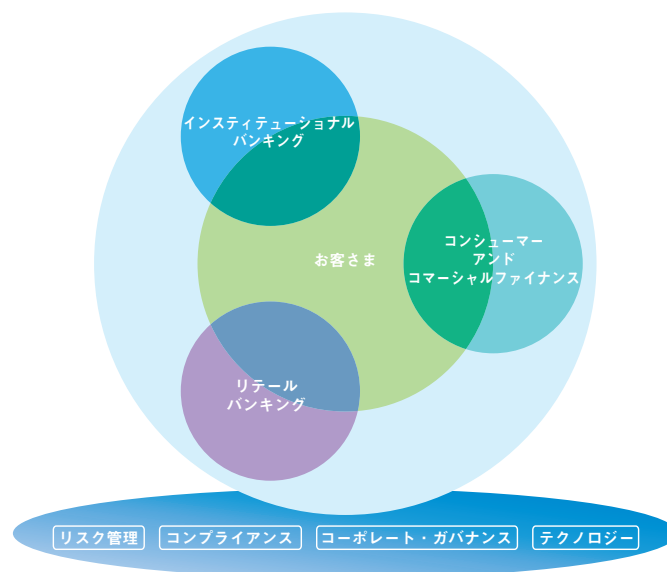 インスティテューショナル
バンキング
お客さま
コンシューマー
アンド
コマーシャルファイナンス
リテール
バンキング
リスク管理
コンプライアンス
コーポレート・ガバナンス
テクノロジー